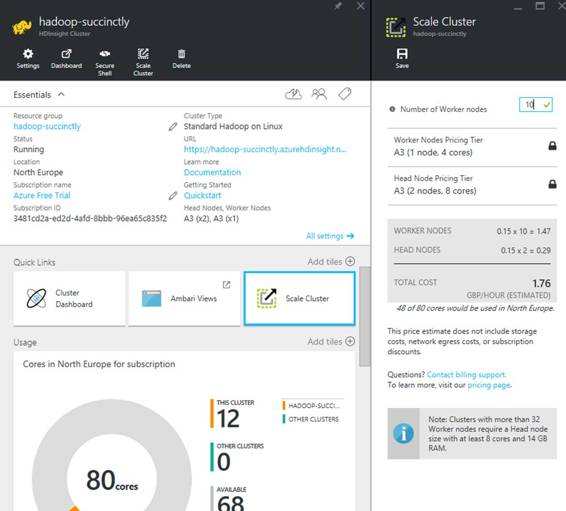 hadoop-succinctly
HDInsight Cluster
Settings
Dashboard
Secure
Shell
Scale
Cluster
Delete
Essentials
Resource group
hadoop-succinctly
Status
Running
Location
North Europe
Subscription name
Azure Free Trial
Subscription ID
3481cd2a-ed2d-4afd-8bbb-96ea65c835f2
Cluster Type
Standard Hadoop on Linux
URL
https://hadoop-succinctly.azurehdinsight.n...
Learn more
Documentation
Getting Started
Quickstart
Head Nodes, Worker Nodes
A3 (x2), A3 (x1)
All settings →
Quick Links
Add tiles
Cluster
Dashboard
Ambari Views
Scale Cluster
Usage
Add tiles
Cores in North Europe for subscription
80 cores
THIS CLUSTER
12
OTHER CLUSTERS
0
AVAILABLE
68
HADOOP-SUCCI...
OTHER CLUSTERS
Scale Cluster
hadoop-succinctly
Save
Number of Worker nodes
10
Worker Nodes Pricing Tier
A3 (1 node, 4 cores)
Head Node Pricing Tier
A3 (2 nodes, 8 cores)
WORKER NODES 0.15 x 10 = 1.47
HEAD NODES 0.15 x 2 = 0.29
TOTAL COST 1.76
GBP/HOUR (ESTIMATED)
48 of 80 cores would be used in North Europe.
This price estimate does not include storage
costs, network egress costs, or subscription
discounts.
Questions? Contact billing support.
To learn more, visit our pricing page.
Note: Clusters with more than 32
Worker nodes require a Head node
size with at least 8 cores and 14 GB
RAM.